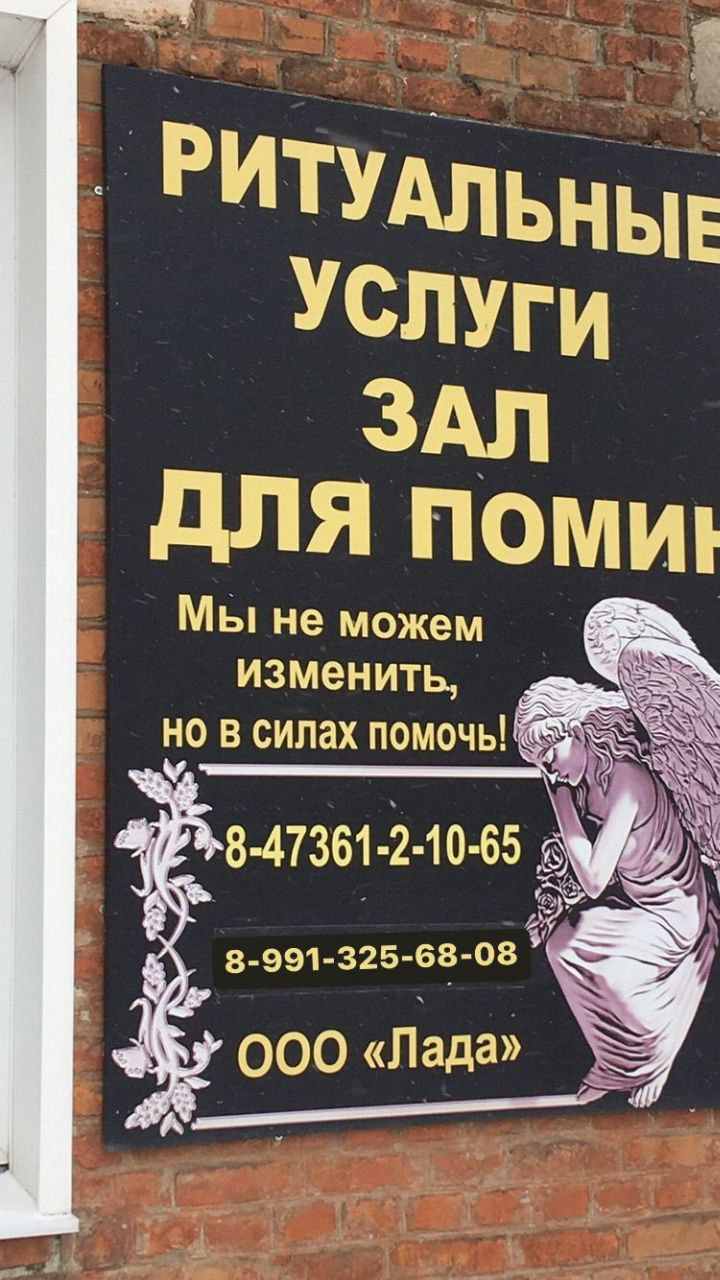 РИТУАЛЬНЫЕ
УСЛУГИ
ЗАЛ
ДЛЯ ПОМИН
Мы не можем
изменить,
но в силах помочь!
8-47361-2-10-65
8-991-325-68-08
ООО «Лада»